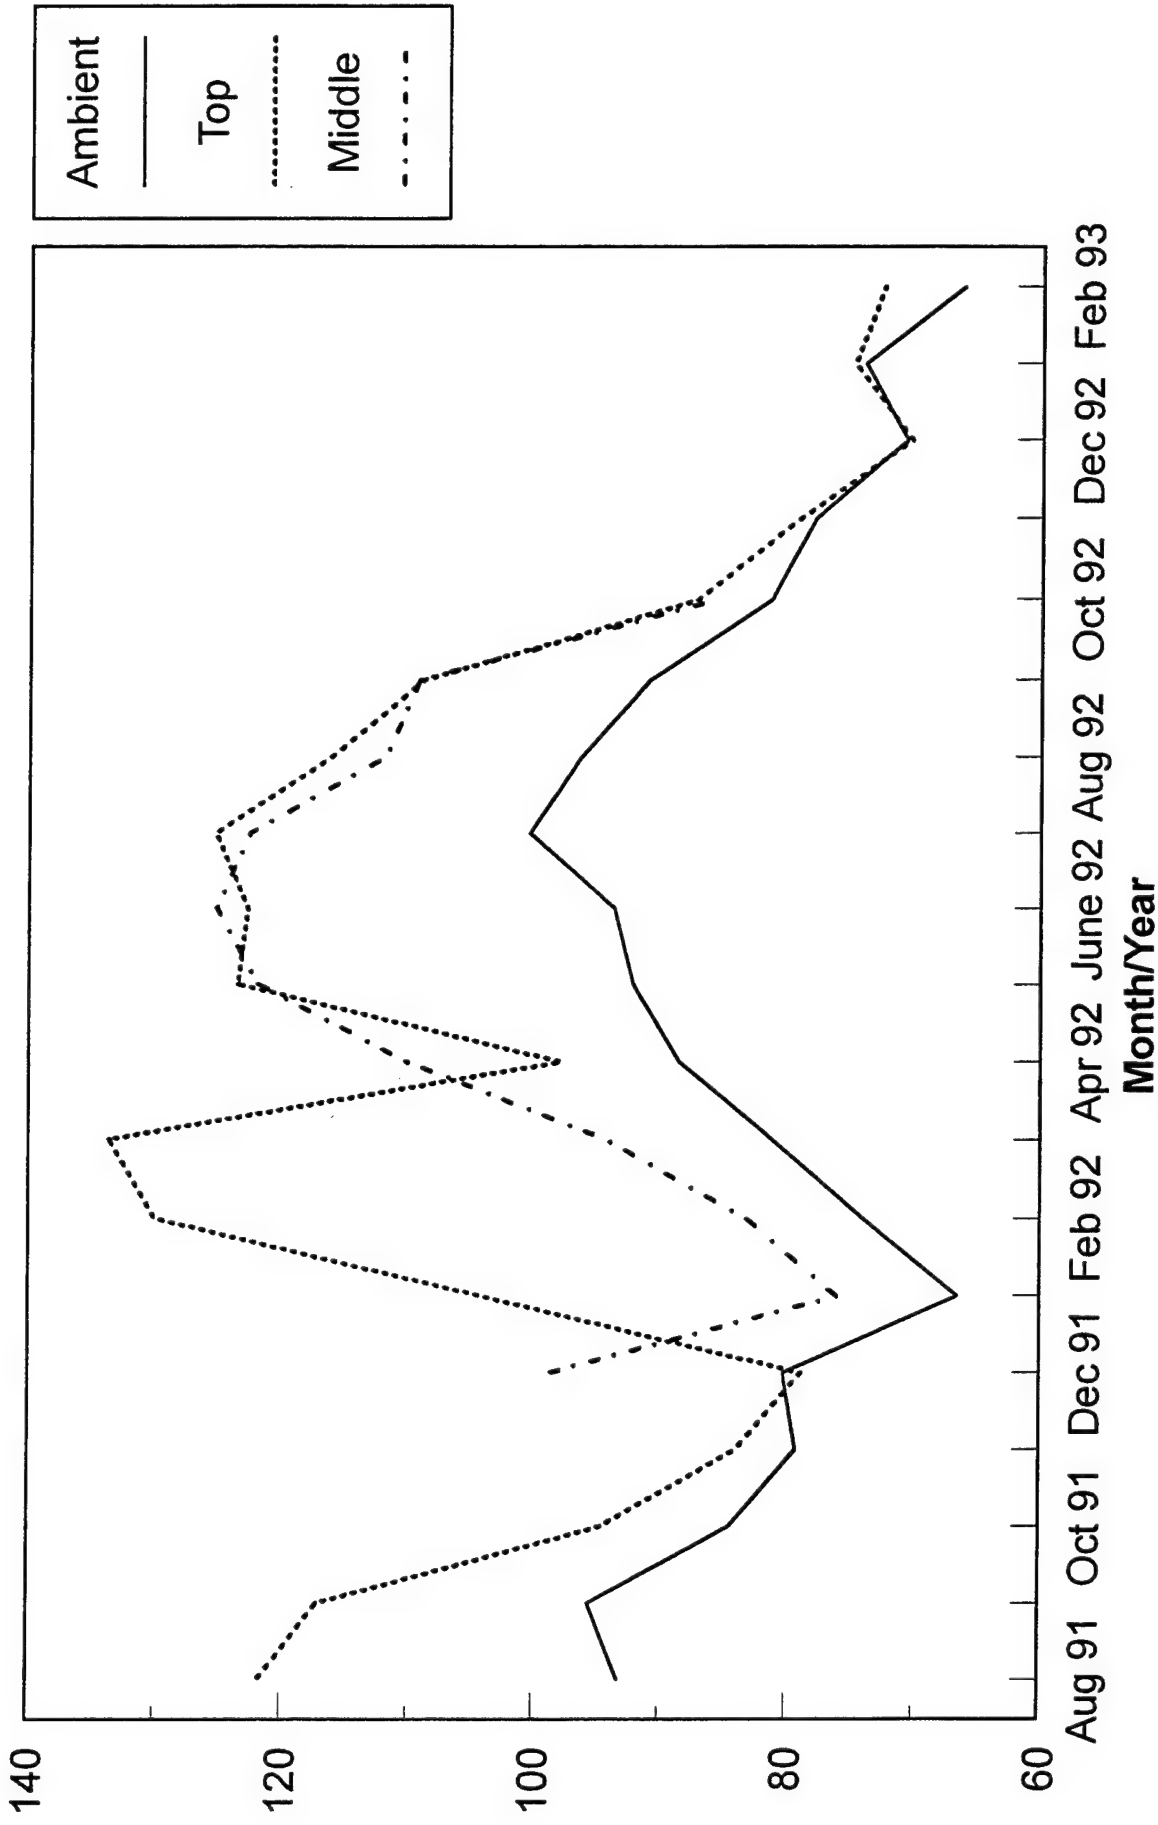 Ambient
Top
Middle
140
120
100
80
60
Aug 91 Oct 91 Dec 91 Feb 92 Apr 92 June 92 Aug 92 Oct 92 Dec 92 Feb 93
Month/Year